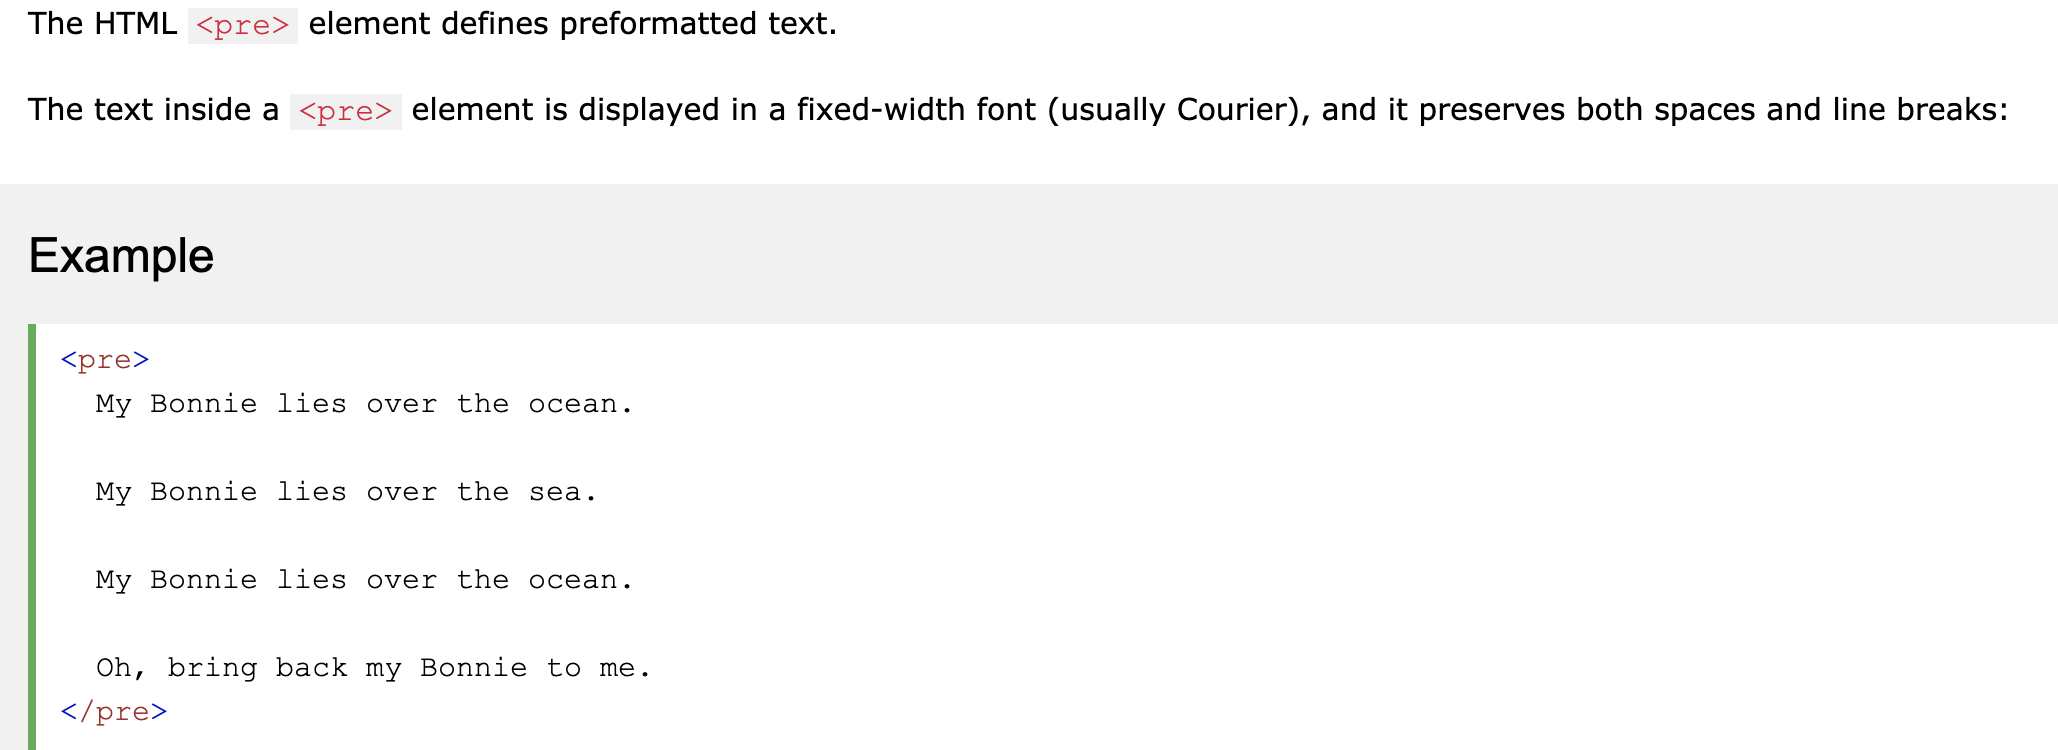 The HTML <pre> element defines preformatted text.
The text inside a <pre> element is displayed in a fixed-width font (usually Courier), and it preserves both spaces and line breaks:
Example
<pre>
  My Bonnie lies over the ocean.
  My Bonnie lies over the sea.
  My Bonnie lies over the ocean.
  Oh, bring back my Bonnie to me.
</pre>